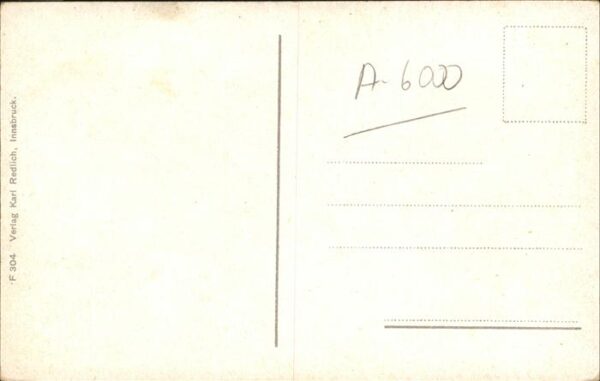 F 304 Verlag Karl Redlich, Innsbruck.
A-6000